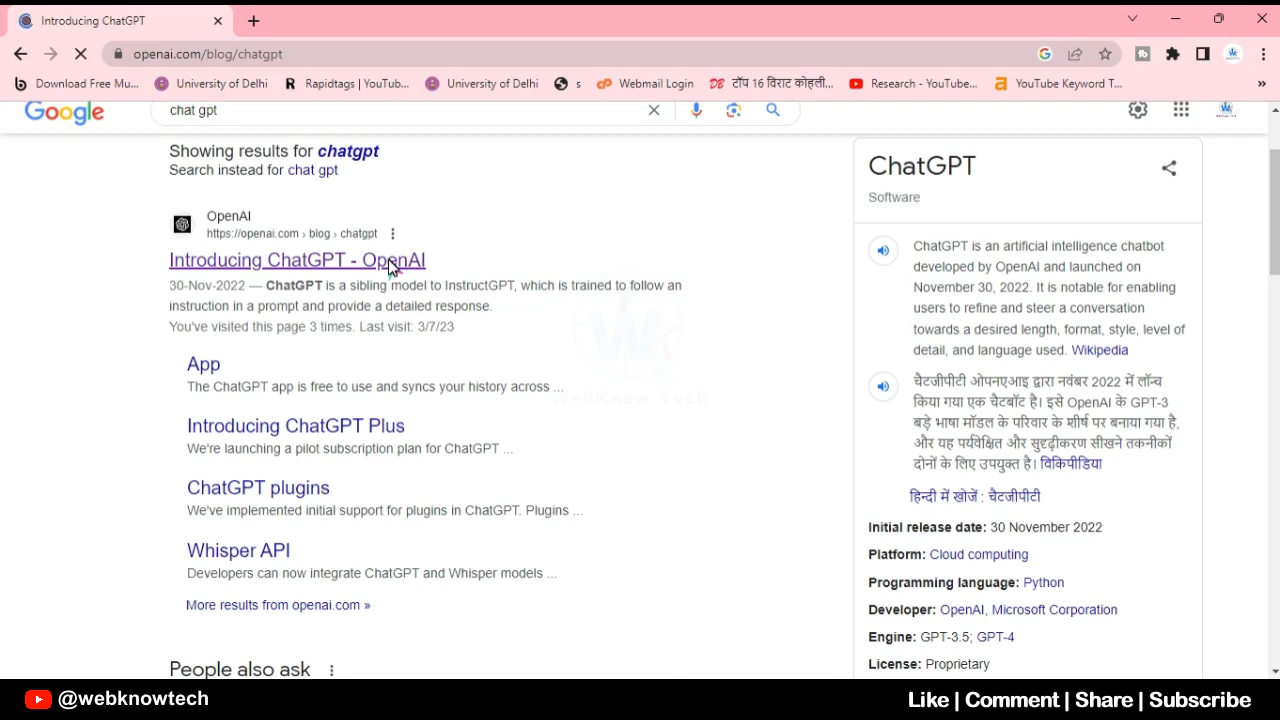 Introducing ChatGPT
openai.com/blog/chatgpt
Download Free Mu...
University of Delhi
Rapidtags | YouTub...
University of Delhi
s
Webmail Login
टॉप 16 विराट कोहली...
Research - YouTube...
YouTube Keyword T...
»
Google
chat gpt
Showing results for chatgpt
Search instead for chat gpt
OpenAI
https://openai.com › blog › chatgpt
Introducing ChatGPT - OpenAI
30-Nov-2022 — ChatGPT is a sibling model to InstructGPT, which is trained to follow an
instruction in a prompt and provide a detailed response.
You've visited this page 3 times. Last visit: 3/7/23
App
The ChatGPT app is free to use and syncs your history across ...
Introducing ChatGPT Plus
We're launching a pilot subscription plan for ChatGPT ...
ChatGPT plugins
We've implemented initial support for plugins in ChatGPT. Plugins ...
Whisper API
Developers can now integrate ChatGPT and Whisper models ...
More results from openai.com »
People also ask
WebKnow Tech
ChatGPT
Software
ChatGPT is an artificial intelligence chatbot
developed by OpenAI and launched on
November 30, 2022. It is notable for enabling
users to refine and steer a conversation
towards a desired length, format, style, level of
detail, and language used. Wikipedia
चैटजीपीटी ओपनएआइ द्वारा नवंबर 2022 में लॉन्च
किया गया एक चैटबॉट है। इसे OpenAI के GPT-3
बड़े भाषा मॉडल के परिवार के शीर्ष पर बनाया गया है,
और यह पर्यवेक्षित और सुदृढ़ीकरण सीखने तकनीकों
दोनों के लिए उपयुक्त है। विकिपीडिया
हिन्दी में खोजें : चैटजीपीटी
Initial release date: 30 November 2022
Platform: Cloud computing
Programming language: Python
Developer: OpenAI, Microsoft Corporation
Engine: GPT-3.5; GPT-4
License: Proprietary
@webknowtech
Like | Comment | Share | Subscribe